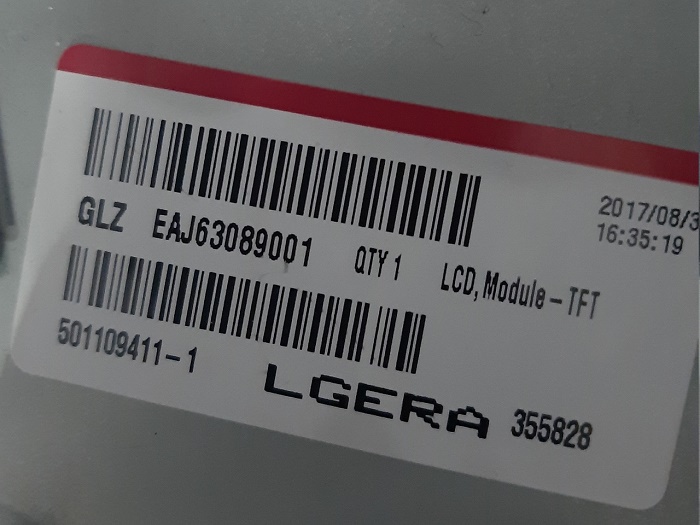 2017/08/3
16:35:19
GLZ EAJ63089001 QTY 1 LCD, Module-TFT
501109411-1 LGERA 355828